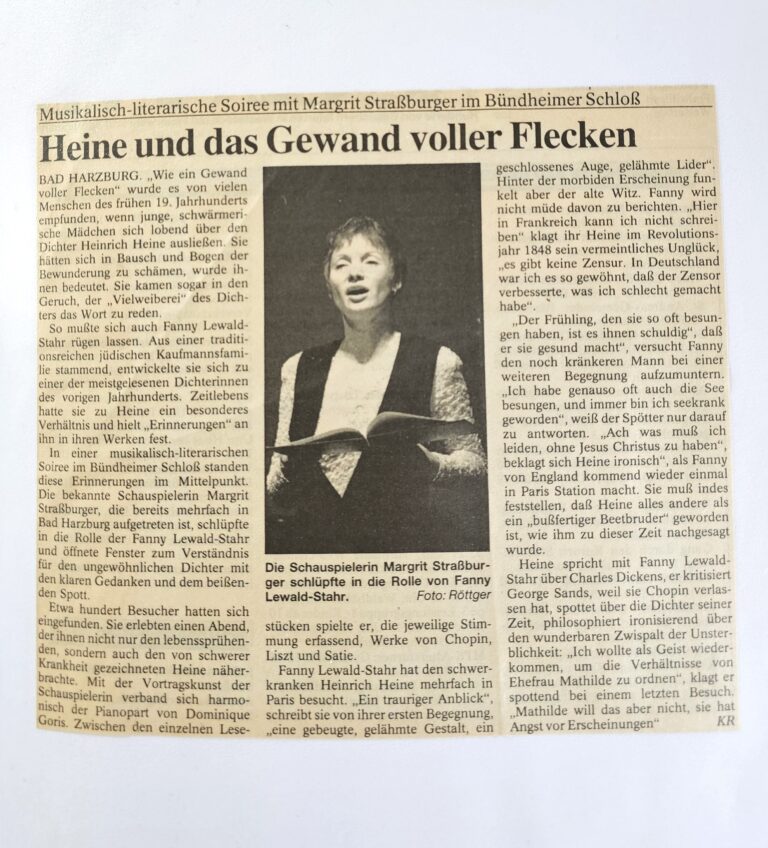 Musikalisch-literarische Soiree mit Margrit Straßburger im Bündheimer Schloß
Heine und das Gewand voller Flecken
BAD HARZBURG. „Wie ein Gewand
voller Flecken“ wurde es von vielen
Menschen des frühen 19. Jahrhunderts
empfunden, wenn junge, schwärmeri-
sche Mädchen sich lobend über den
Dichter Heinrich Heine ausließen. Sie
hätten sich in Bausch und Bogen der
Bewunderung zu schämen, wurde ih-
nen bedeutet. Sie kamen sogar in den
Geruch, der „Vielweiberei“ des Dich-
ters das Wort zu reden.
So mußte sich auch Fanny Lewald-
Stahr rügen lassen. Aus einer traditi-
onsreichen jüdischen Kaufmannsfami-
lie stammend, entwickelte sie sich zu
einer der meistgelesenen Dichterinnen
des vorigen Jahrhunderts. Zeitlebens
hatte sie zu Heine ein besonderes
Verhältnis und hielt „Erinnerungen“ an
ihn in ihren Werken fest.
In einer musikalisch-literarischen
Soiree im Bündheimer Schloß standen
diese Erinnerungen im Mittelpunkt.
Die bekannte Schauspielerin Margrit
Straßburger, die bereits mehrfach in
Bad Harzburg aufgetreten ist, schlüpfte
in die Rolle der Fanny Lewald-Stahr
und öffnete Fenster zum Verständnis
für den ungewöhnlichen Dichter mit
den klaren Gedanken und dem beißen-
den Spott.
Etwa hundert Besucher hatten sich
eingefunden. Sie erlebten einen Abend,
der ihnen nicht nur den lebenssprühen-
den, sondern auch den von schwerer
Krankheit gezeichneten Heine näher-
brachte. Mit der Vortragskunst der
Schauspielerin verband sich harmo-
nisch der Pianopart von Dominique
Goris. Zwischen den einzelnen Lese-
Die Schauspielerin Margrit Straßbur-
ger schlüpfte in die Rolle von Fanny
Lewald-Stahr. Foto: Röttger
stücken spielte er, die jeweilige Stim-
mung erfassend, Werke von Chopin,
Liszt und Satie.
Fanny Lewald-Stahr hat den schwer-
kranken Heinrich Heine mehrfach in
Paris besucht. „Ein trauriger Anblick“,
schreibt sie von ihrer ersten Begegnung,
„eine gebeugte, gelähmte Gestalt, ein
geschlossenes Auge, gelähmte Lider“.
Hinter der morbiden Erscheinung fun-
kelt aber der alte Witz. Fanny wird
nicht müde davon zu berichten. „Hier
in Frankreich kann ich nicht schrei-
ben“ klagt ihr Heine im Revolutions-
jahr 1848 sein vermeintliches Unglück,
„es gibt keine Zensur. In Deutschland
war ich es so gewöhnt, daß der Zensor
verbesserte, was ich schlecht gemacht
habe“.
„Der Frühling, den sie so oft besun-
gen haben, ist es ihnen schuldig“, daß
er sie gesund macht“, versucht Fanny
den noch kränkeren Mann bei einer
weiteren Begegnung aufzumuntern.
„Ich habe genauso oft auch die See
besungen, und immer bin ich seekrank
geworden“, weiß der Spötter nur darauf
zu antworten. „Ach was muß ich
leiden, ohne Jesus Christus zu haben“,
beklagt sich Heine ironisch“, als Fanny
von England kommend wieder einmal
in Paris Station macht. Sie muß indes
feststellen, daß Heine alles andere als
ein „bußfertiger Beetbruder“ geworden
ist, wie ihm zu dieser Zeit nachgesagt
wurde.
Heine spricht mit Fanny Lewald-
Stahr über Charles Dickens, er kritisiert
George Sands, weil sie Chopin verlas-
sen hat, spottet über die Dichter seiner
Zeit, philosophiert ironisierend über
den wunderbaren Zwispalt der Unster-
blichkeit: „Ich wollte als Geist wieder-
kommen, um die Verhältnisse von
Ehefrau Mathilde zu ordnen“, klagt er
spottend bei einem letzten Besuch.
„Mathilde will das aber nicht, sie hat
Angst vor Erscheinungen“ KR